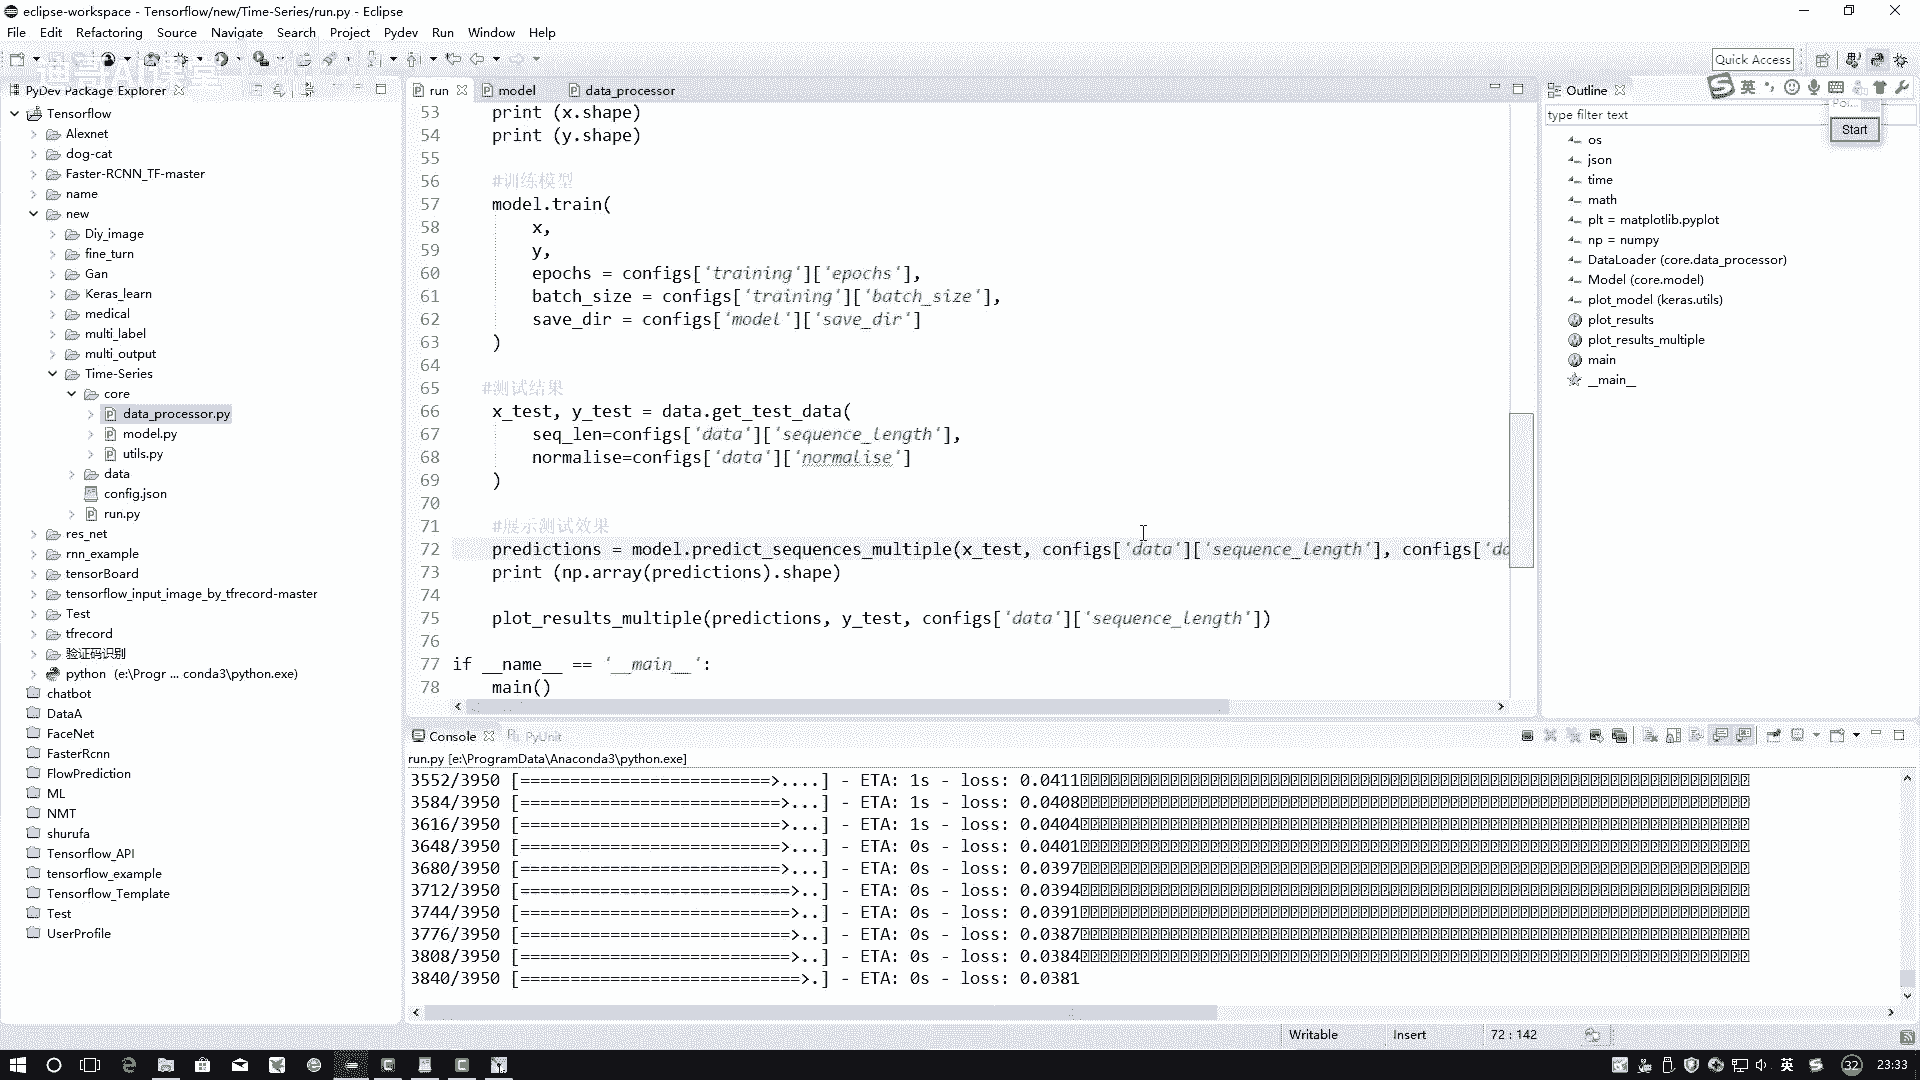 eclipse-workspace - Tensorflow/new/Time-Series/run.py - Eclipse
File Edit Refactoring Source Navigate Search Project Pydev Run Window Help
Quick Access
迪哥AI课堂
PyDev Package Explorer
Tensorflow
Alexnet
dog-cat
Faster-RCNN_TF-master
name
new
Diy_image
fine_turn
Gan
Keras_learn
medical
multi_label
multi_output
Time-Series
core
data_processor.py
model.py
utils.py
data
config.json
run.py
res_net
rnn_example
tensorBoard
tensorflow_input_image_by_tfrecord-master
Test
tfrecord
验证码识别
python (e:\Progr ... conda3\python.exe)
chatbot
DataA
FaceNet
FasterRcnn
FlowPrediction
ML
NMT
shurufa
Tensorflow_API
tensorflow_example
Tensorflow_Template
Test
UserProfile
run model data_processor
53 print (x.shape)
54 print (y.shape)
55
56 #训练模型
57 model.train(
58 x,
59 y,
60 epochs = configs['training']['epochs'],
61 batch_size = configs['training']['batch_size'],
62 save_dir = configs['model']['save_dir']
63 )
64
65 #测试结果
66 x_test, y_test = data.get_test_data(
67 seq_len=configs['data']['sequence_length'],
68 normalise=configs['data']['normalise']
69 )
70
71 #展示测试效果
72 predictions = model.predict_sequences_multiple(x_test, configs['data']['sequence_length'], configs['da
73 print (np.array(predictions).shape)
74
75 plot_results_multiple(predictions, y_test, configs['data']['sequence_length'])
76
77 if __name__ == '__main__':
78 main()
Outline
英
type filter text
Start
os
json
time
math
plt = matplotlib.pyplot
np = numpy
DataLoader (core.data_processor)
Model (core.model)
plot_model (keras.utils)
plot_results
plot_results_multiple
main
__main__
Console PyUnit
run.py [e:\ProgramData\Anaconda3\python.exe]
3552/3950 [=========================>....] - ETA: 1s - loss: 0.0411
3584/3950 [==========================>...] - ETA: 1s - loss: 0.0408
3616/3950 [==========================>...] - ETA: 1s - loss: 0.0404
3648/3950 [==========================>...] - ETA: 0s - loss: 0.0401
3680/3950 [==========================>...] - ETA: 0s - loss: 0.0397
3712/3950 [===========================>..] - ETA: 0s - loss: 0.0394
3744/3950 [===========================>..] - ETA: 0s - loss: 0.0391
3776/3950 [===========================>..] - ETA: 0s - loss: 0.0387
3808/3950 [===========================>..] - ETA: 0s - loss: 0.0384
3840/3950 [============================>.] - ETA: 0s - loss: 0.0381
Writable Insert 72 : 142
英 32 23:33